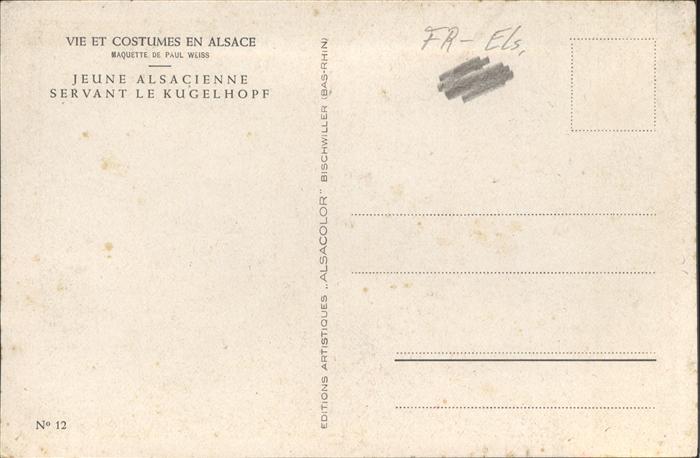 VIE ET COSTUMES EN ALSACE
MAQUETTE DE PAUL WEISS
JEUNE ALSACIENNE
SERVANT LE KUGELHOPF
Nº 12
EDITIONS ARTISTIQUES „ALSACOLOR" BISCHWILLER (BAS-RHIN)
FR - Els.